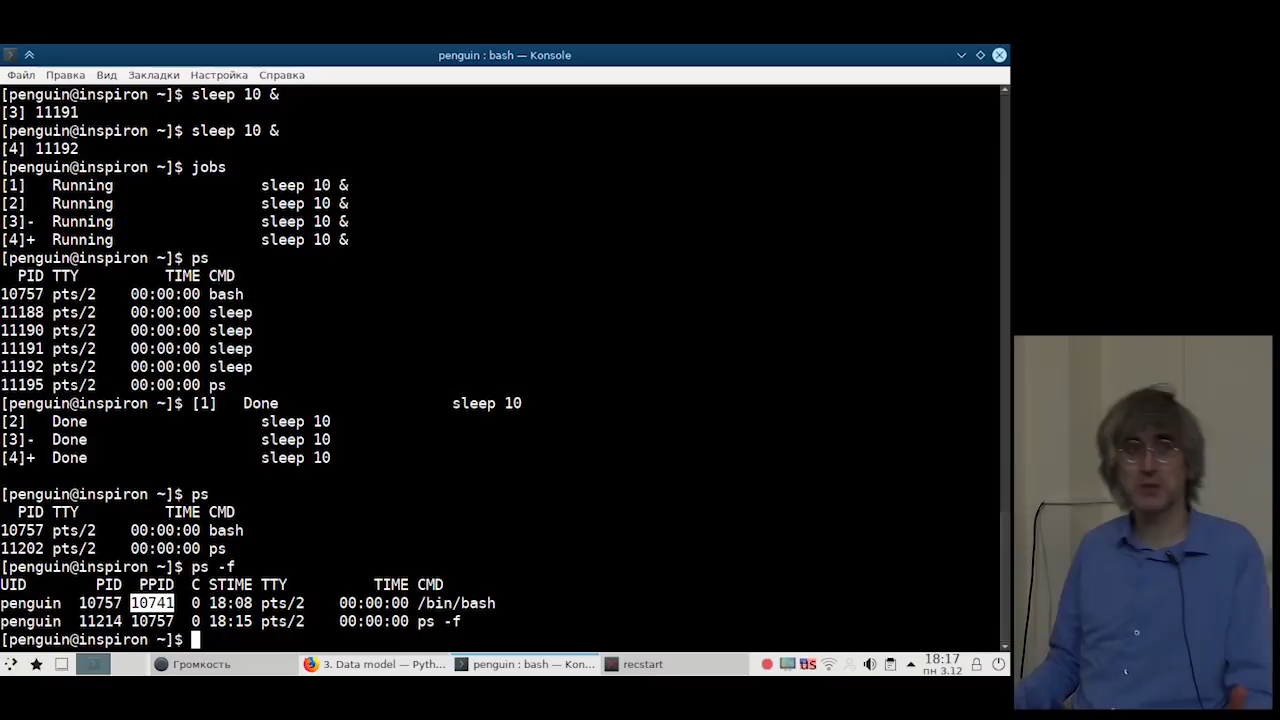 penguin : bash — Konsole
Файл Правка Вид Закладки Настройка Справка
[penguin@inspiron ~]$ sleep 10 &
[3] 11191
[penguin@inspiron ~]$ sleep 10 &
[4] 11192
[penguin@inspiron ~]$ jobs
[1]   Running                 sleep 10 &
[2]   Running                 sleep 10 &
[3]-  Running                 sleep 10 &
[4]+  Running                 sleep 10 &
[penguin@inspiron ~]$ ps
  PID TTY          TIME CMD
10757 pts/2    00:00:00 bash
11188 pts/2    00:00:00 sleep
11190 pts/2    00:00:00 sleep
11191 pts/2    00:00:00 sleep
11192 pts/2    00:00:00 sleep
11195 pts/2    00:00:00 ps
[penguin@inspiron ~]$ [1]   Done                    sleep 10
[2]   Done                    sleep 10
[3]-  Done                    sleep 10
[4]+  Done                    sleep 10
[penguin@inspiron ~]$ ps
  PID TTY          TIME CMD
10757 pts/2    00:00:00 bash
11202 pts/2    00:00:00 ps
[penguin@inspiron ~]$ ps -f
UID        PID  PPID  C STIME TTY          TIME CMD
penguin  10757 10741  0 18:08 pts/2    00:00:00 /bin/bash
penguin  11214 10757  0 18:15 pts/2    00:00:00 ps -f
[penguin@inspiron ~]$
Громкость 3. Data model — Pyth... penguin : bash — Kon... recstart US 18:17
пн 3.12